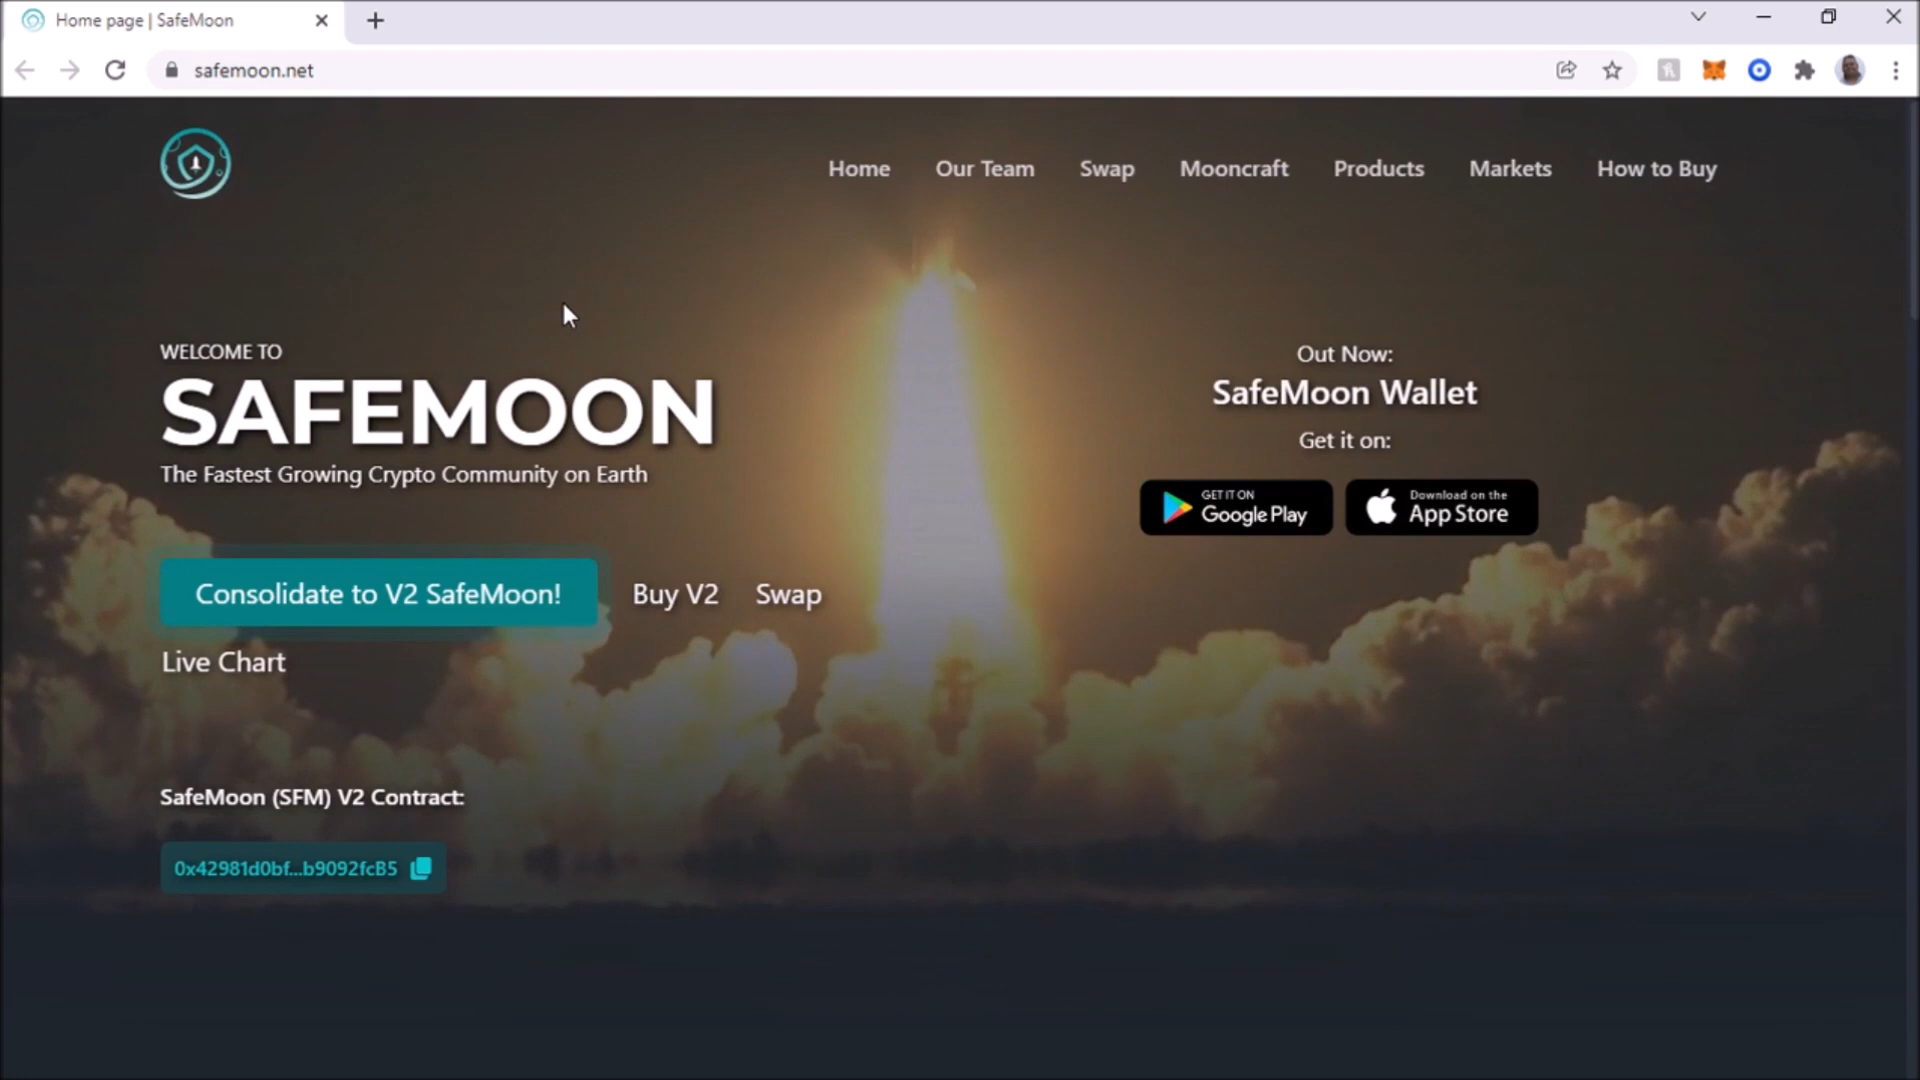 Home page | SafeMoon
safemoon.net
Home Our Team Swap Mooncraft Products Markets How to Buy
WELCOME TO
SAFEMOON
The Fastest Growing Crypto Community on Earth
Out Now:
SafeMoon Wallet
Get it on:
GET IT ON
Google Play
Download on the
App Store
Consolidate to V2 SafeMoon! Buy V2 Swap
Live Chart
SafeMoon (SFM) V2 Contract:
0x42981d0bf...b9092fcB5